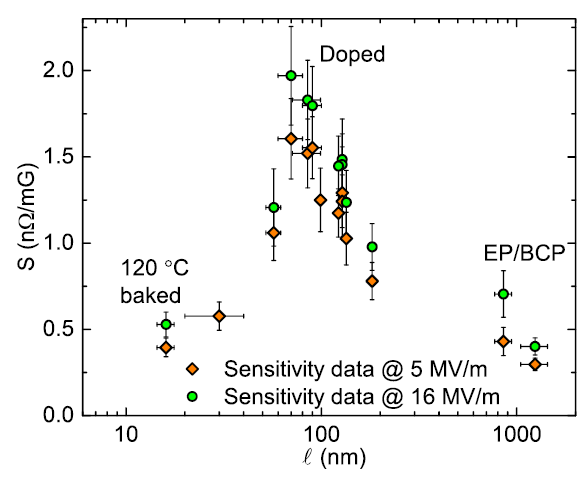 2.0
1.5
1.0
0.5
0.0
S (nΩ/mG)
Doped
120 °C
baked
EP/BCP
Sensitivity data @ 5 MV/m
Sensitivity data @ 16 MV/m
10 100 1000
ℓ (nm)